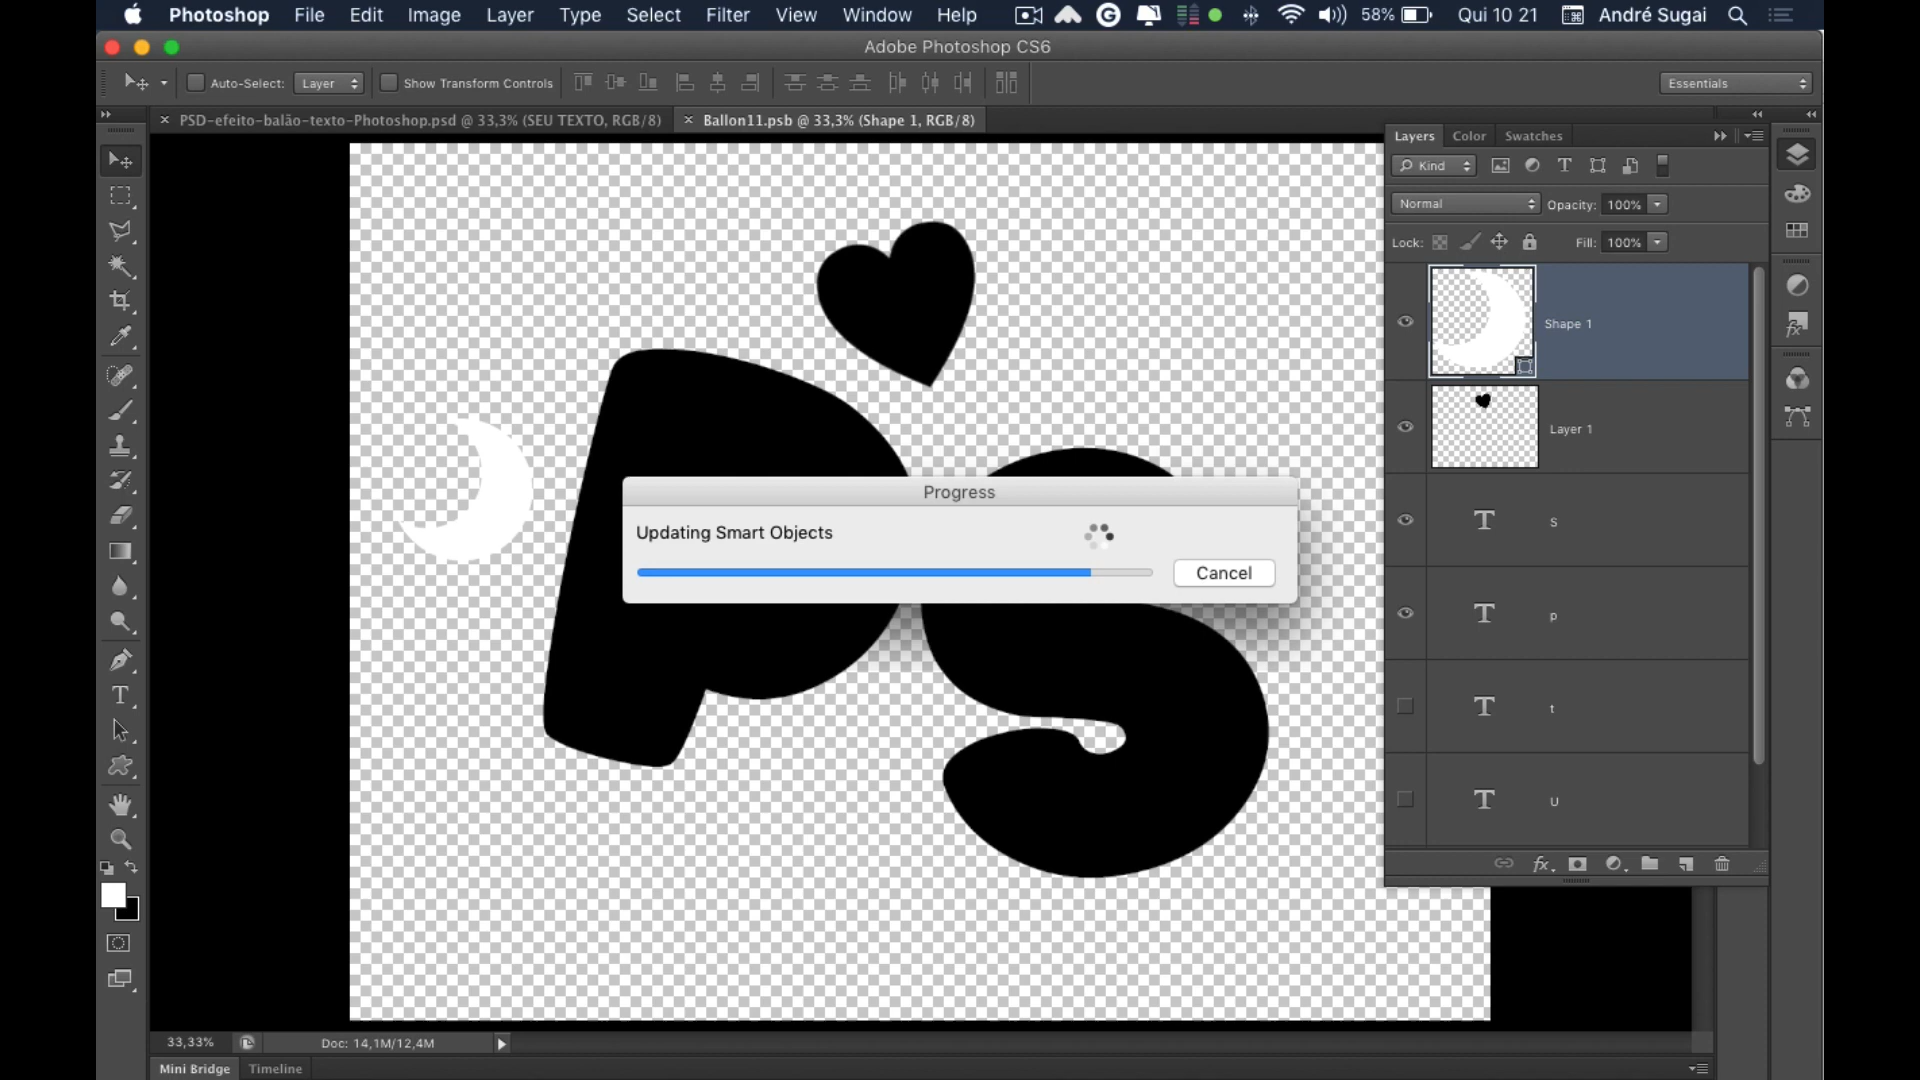 Photoshop File Edit Image Layer Type Select Filter View Window Help 58% Qui 10 21 André Sugai
Adobe Photoshop CS6
Auto-Select: Layer Show Transform Controls Essentials
PSD-efeito-balão-texto-Photoshop.psd @ 33,3% (SEU TEXTO, RGB/8) Ballon11.psb @ 33,3% (Shape 1, RGB/8)
Layers Color Swatches
Kind
Normal Opacity: 100%
Lock: Fill: 100%
Shape 1
Layer 1
S
p
t
U
PS
Progress
Updating Smart Objects
Cancel
33,33% Doc: 14,1M/12,4M
Mini Bridge Timeline